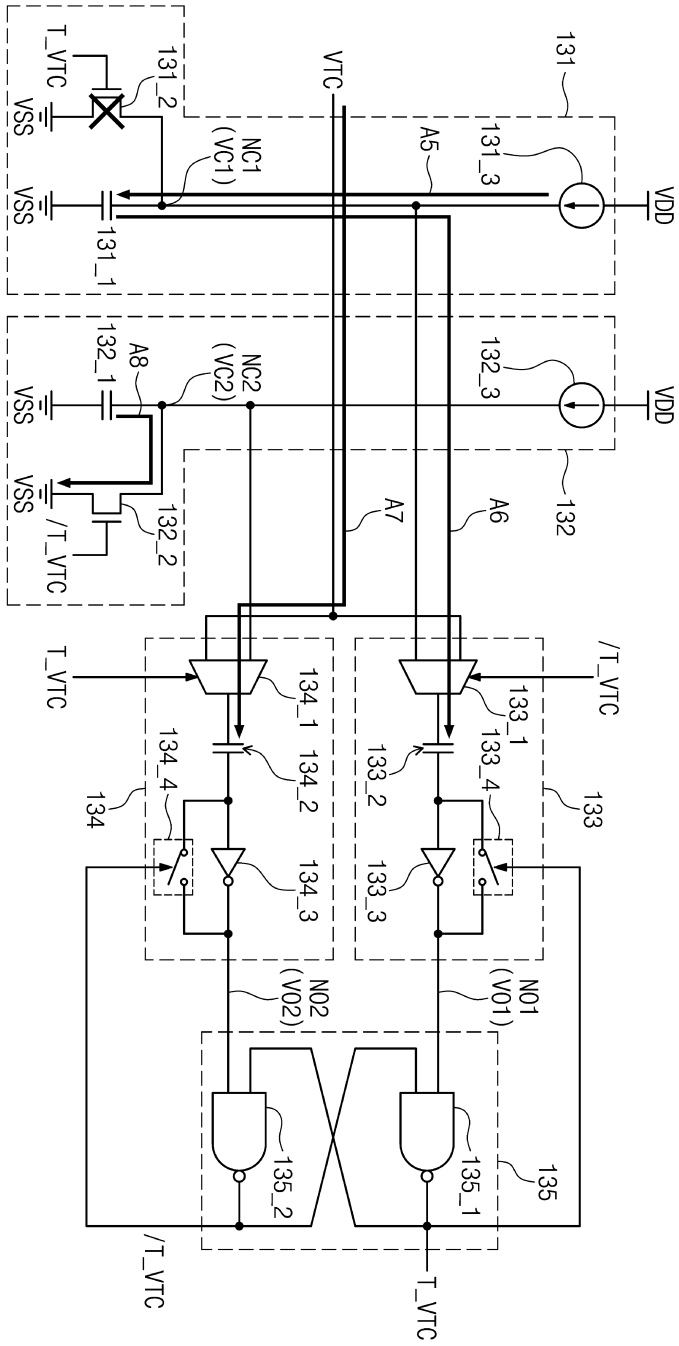 131
VDD
131_3
A5
NC1
(VC1)
131_2
T_VTC
VSS
VSS
131_1
VTC
VDD
132_3
NC2
(VC2)
132_1
A8
VSS
VSS
132_2
/T_VTC
132
A6
A7
/T_VTC
133_1
133_4
133
133_2
133_3
N01
(V01)
T_VTC
134_1
134_2
134_4
134
134_3
N02
(V02)
135
135_1
135_2
T_VTC
/T_VTC